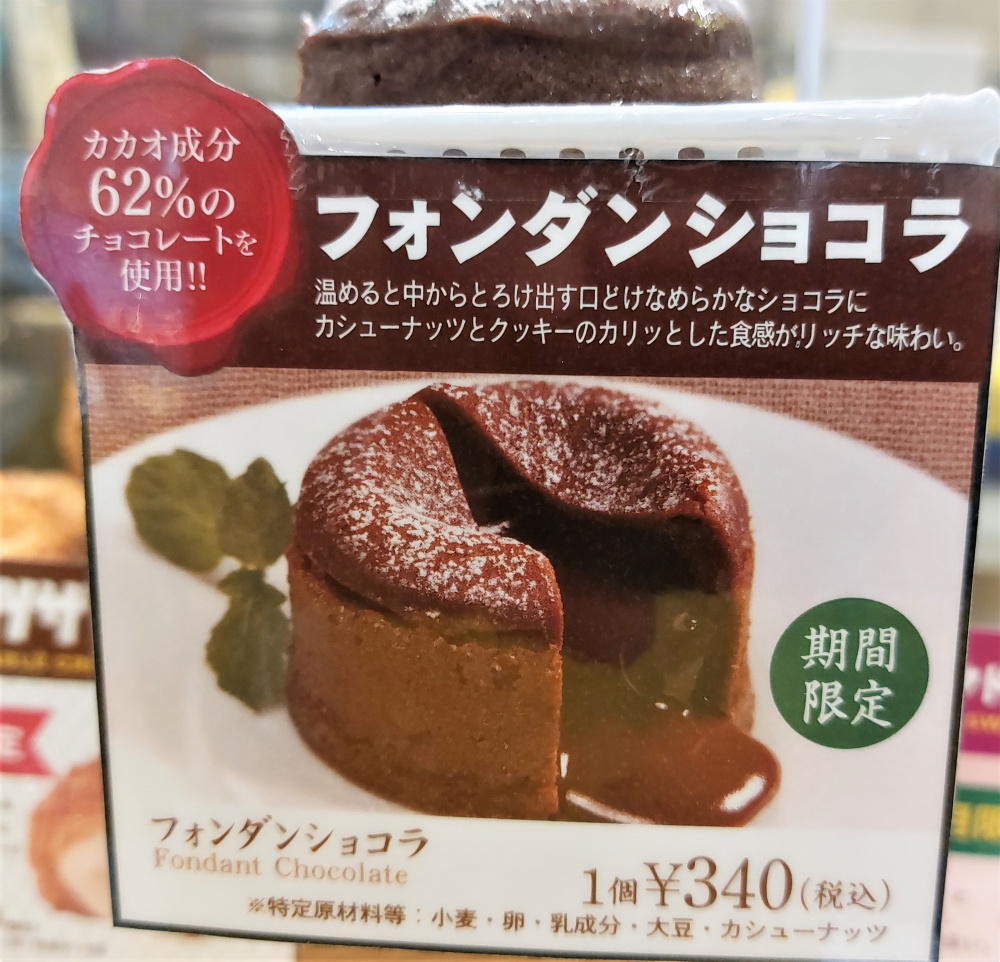 カカオ成分
62%の
チョコレートを
使用!!
フォンダンショコラ
温めると中からとろけ出す口どけなめらかなショコラに
カシューナッツとクッキーのカリッとした食感がリッチな味わい。
期間
限定
フォンダンショコラ
Fondant Chocolate
1個¥340(税込)
※特定原材料等：小麦・卵・乳成分・大豆・カシューナッツ